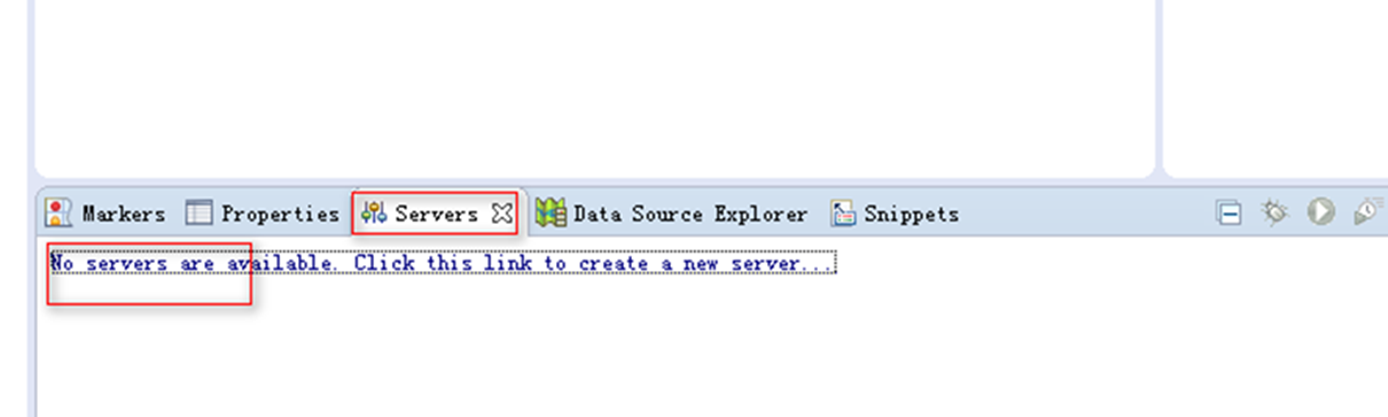 Markers Properties Servers Data Source Explorer Snippets
No servers are available. Click this link to create a new server...